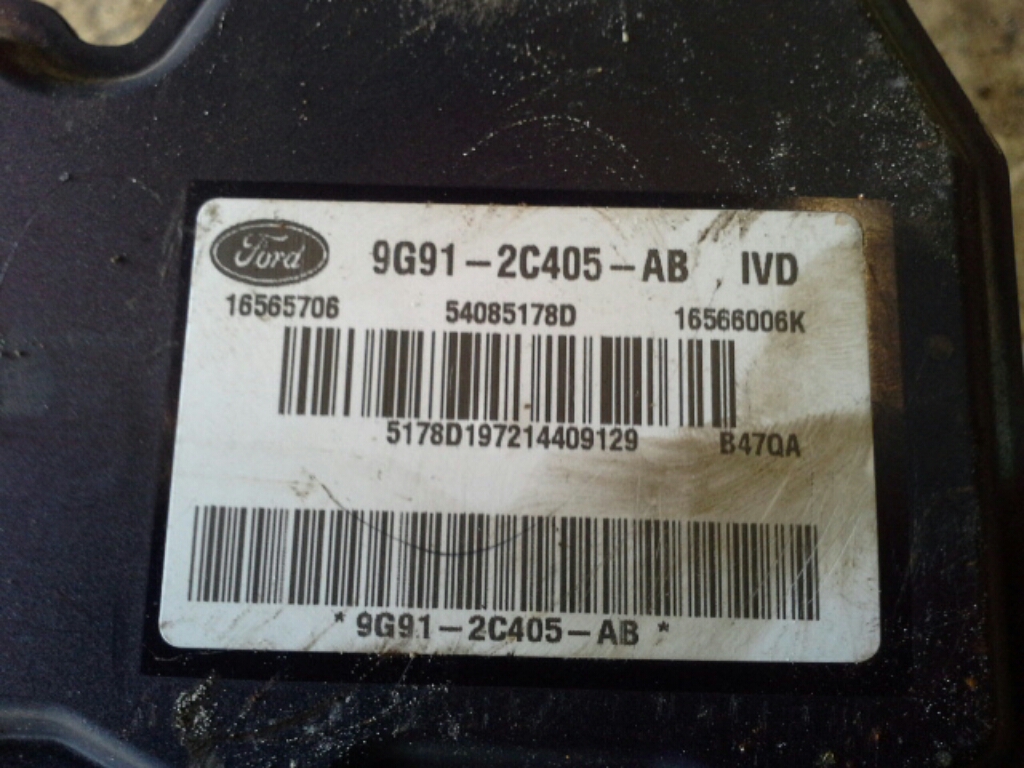 Ford 9G91-2C405-AB IVD
16565706 54085178D 16566006K
5178D197214409129 B47QA
*9G91-2C405-AB*